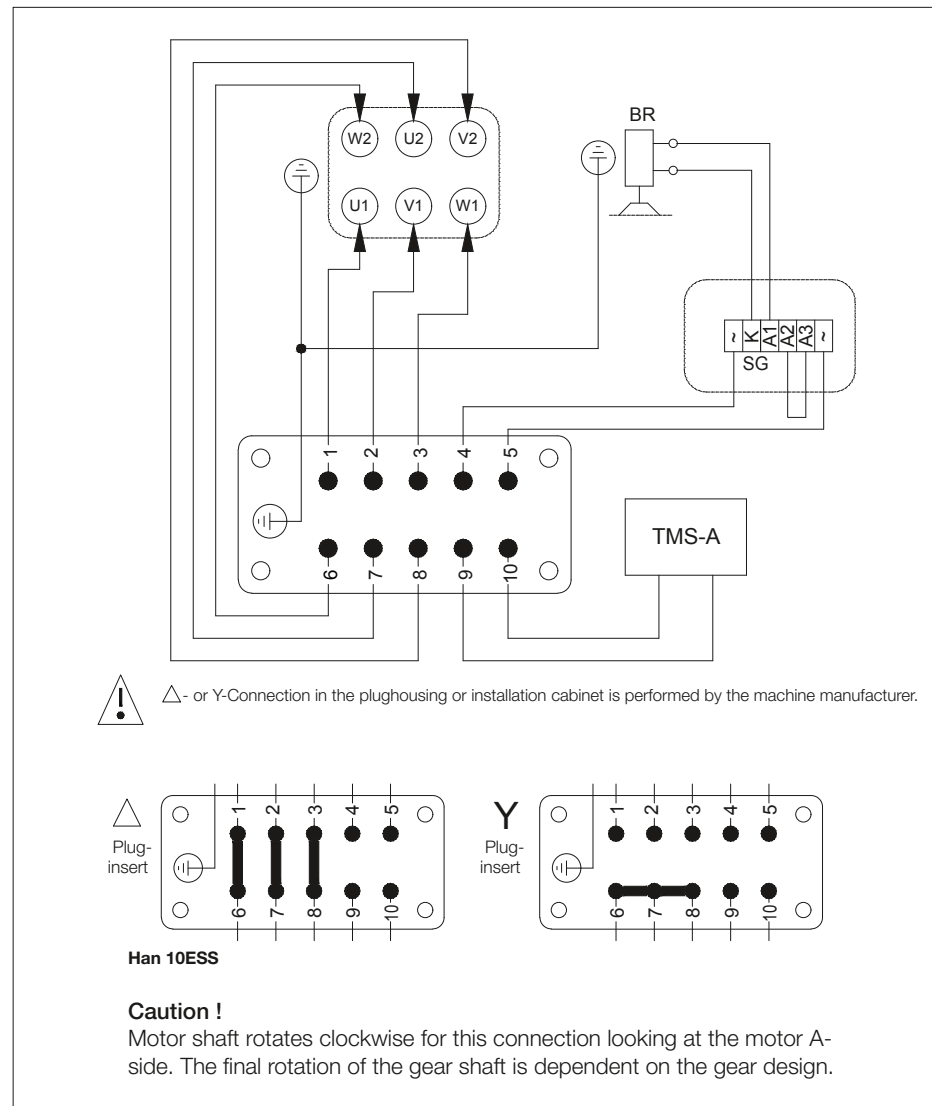 W2 U2 V2
BR
U1 V1 W1
~ K A1 A2 A3 ~
SG
1 2 3 4 5
TMS-A
6 7 8 9 10
△- or Y-Connection in the plughousing or installation cabinet is performed by the machine manufacturer.
△
Plug-
insert
1 2 3 4 5
6 7 8 9 10
Y
Plug-
insert
1 2 3 4 5
6 7 8 9 10
Han 10ESS
Caution !
Motor shaft rotates clockwise for this connection looking at the motor A-
side. The final rotation of the gear shaft is dependent on the gear design.